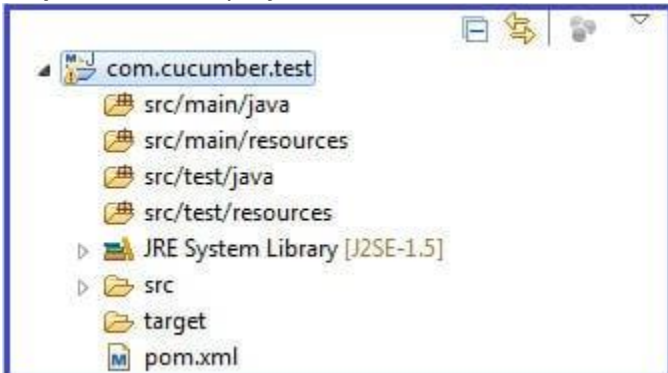 com.cucumber.test
src/main/java
src/main/resources
src/test/java
src/test/resources
JRE System Library [J2SE-1.5]
src
target
pom.xml